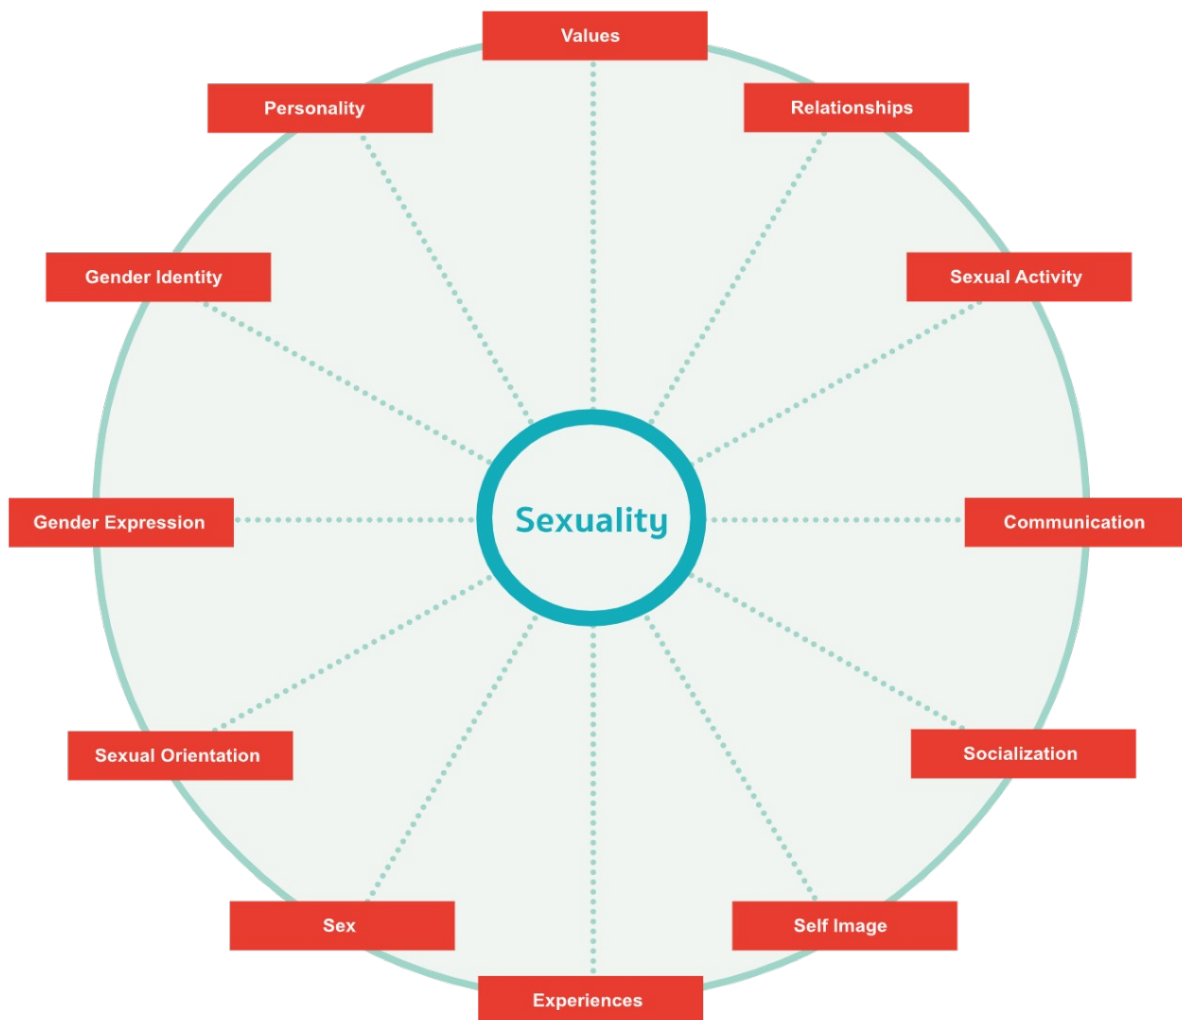 Values
Personality
Relationships
Gender Identity
Sexual Activity
Sexuality
Gender Expression
Communication
Sexual Orientation
Socialization
Sex
Self Image
Experiences